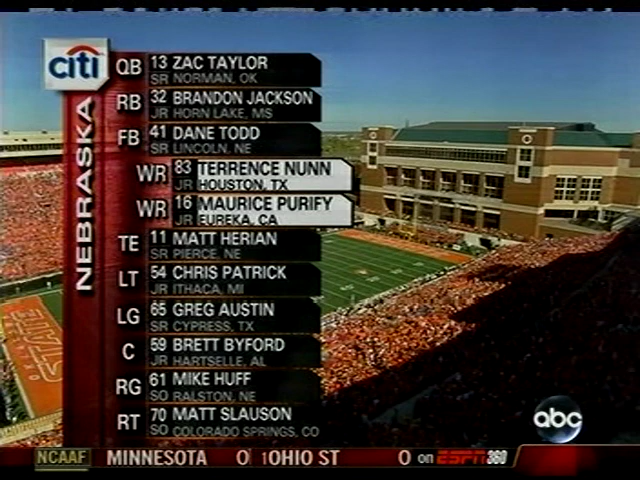 citi
NEBRASKA
QB 13 ZAC TAYLOR
SR NORMAN, OK
RB 32 BRANDON JACKSON
JR HORN LAKE, MS
FB 41 DANE TODD
SR LINCOLN, NE
WR 83 TERRENCE NUNN
JR HOUSTON, TX
WR 16 MAURICE PURIFY
JR EUREKA, CA
TE 11 MATT HERIAN
SR PIERCE, NE
LT 54 CHRIS PATRICK
JR ITHACA, MI
LG 65 GREG AUSTIN
SR CYPRESS, TX
C 59 BRETT BYFORD
JR HARTSELLE, AL
RG 61 MIKE HUFF
SO RALSTON, NE
RT 70 MATT SLAUSON
SO COLORADO SPRINGS, CO
STATE
abc
NCAAF MINNESOTA 0 1 OHIO ST 0 on ESPN360